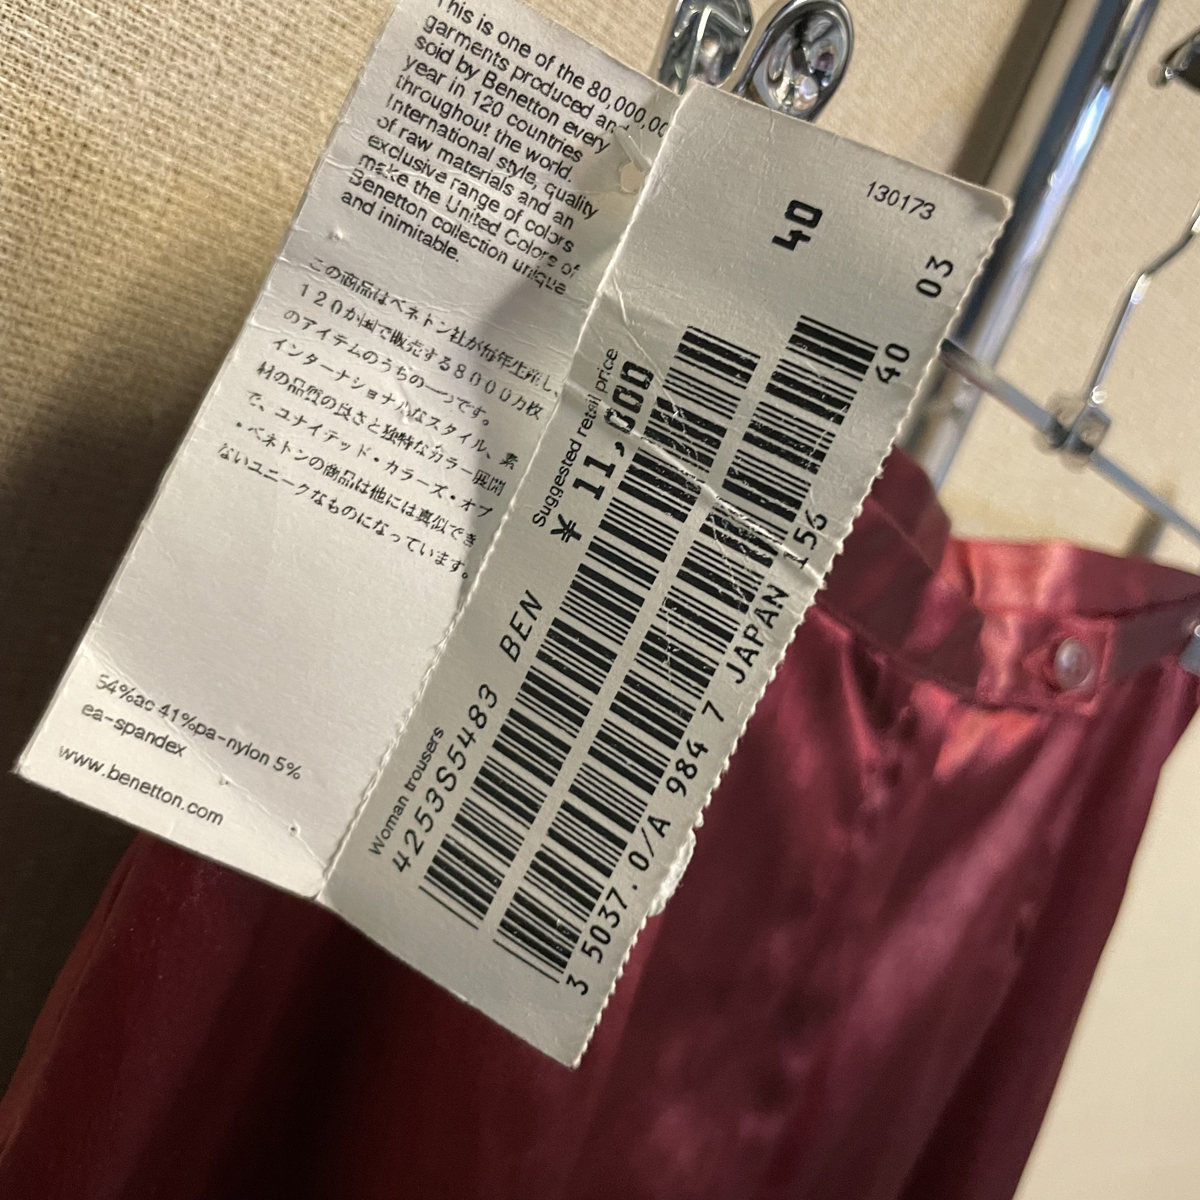 This is one of the 80,000,00
garments produced and
sold by Benetton every
year in 120 countries
throughout the world.
International style, quality
of raw materials and an
exclusive range of colors
make the United Colors of
Benetton collection unique
and inimitable.
この商品はベネトン社が毎年生産し、
120か国で販売する8000万枚
のアイテムのうちの一つです。
インターナショナルなスタイル、素
材の品質の良さと独特なカラー展開
で、ユナイテッド・カラーズ・オブ
・ベネトンの商品は他には真似でき
ないユニークなものになっています。
54%ac 41%pa-nylon 5%
ea-spandex
www.benetton.com
130173
40
03
Suggested retail price
¥ 11,000
Woman trousers
4253S5483 BEN
40
3 5037.0/A 984 7 JAPAN 156